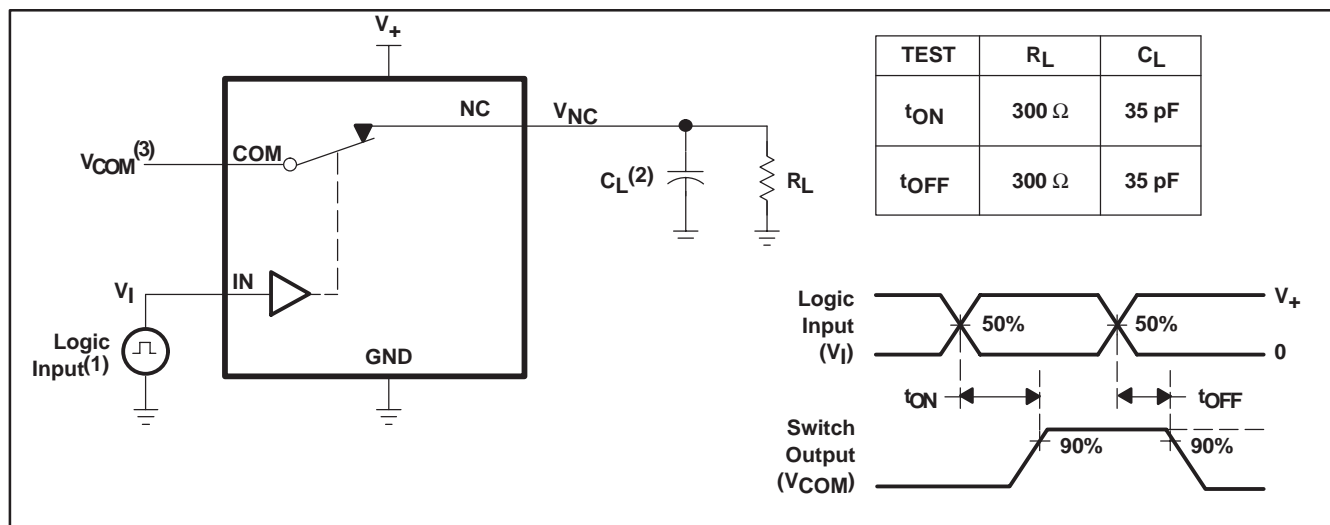 V+
NC
VNC
VCOM(3)
COM
CL(2)
RL
VI
IN
Logic
Input(1)
GND
TEST RL CL
tON 300 Ω 35 pF
tOFF 300 Ω 35 pF
Logic
Input
(VI)
50%
50%
V+
0
tON
tOFF
Switch
Output
(VCOM)
90%
90%